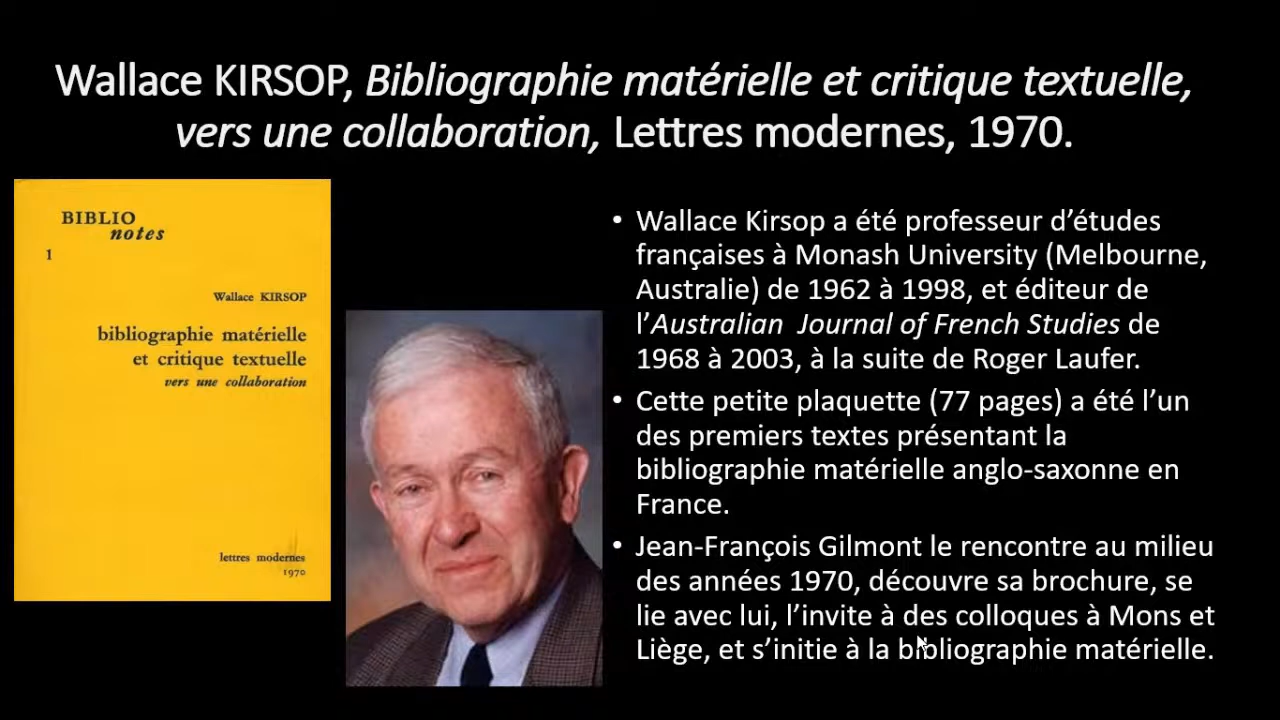 Wallace KIRSOP, Bibliographie matérielle et critique textuelle,
vers une collaboration, Lettres modernes, 1970.
BIBLIO
notes
1
Wallace KIRSOP
bibliographie matérielle
et critique textuelle
vers une collaboration
lettres modernes
1970
• Wallace Kirsop a été professeur d’études
françaises à Monash University (Melbourne,
Australie) de 1962 à 1998, et éditeur de
l’Australian Journal of French Studies de
1968 à 2003, à la suite de Roger Laufer.
• Cette petite plaquette (77 pages) a été l’un
des premiers textes présentant la
bibliographie matérielle anglo-saxonne en
France.
• Jean-François Gilmont le rencontre au milieu
des années 1970, découvre sa brochure, se
lie avec lui, l’invite à des colloques à Mons et
Liège, et s’initie à la bibliographie matérielle.